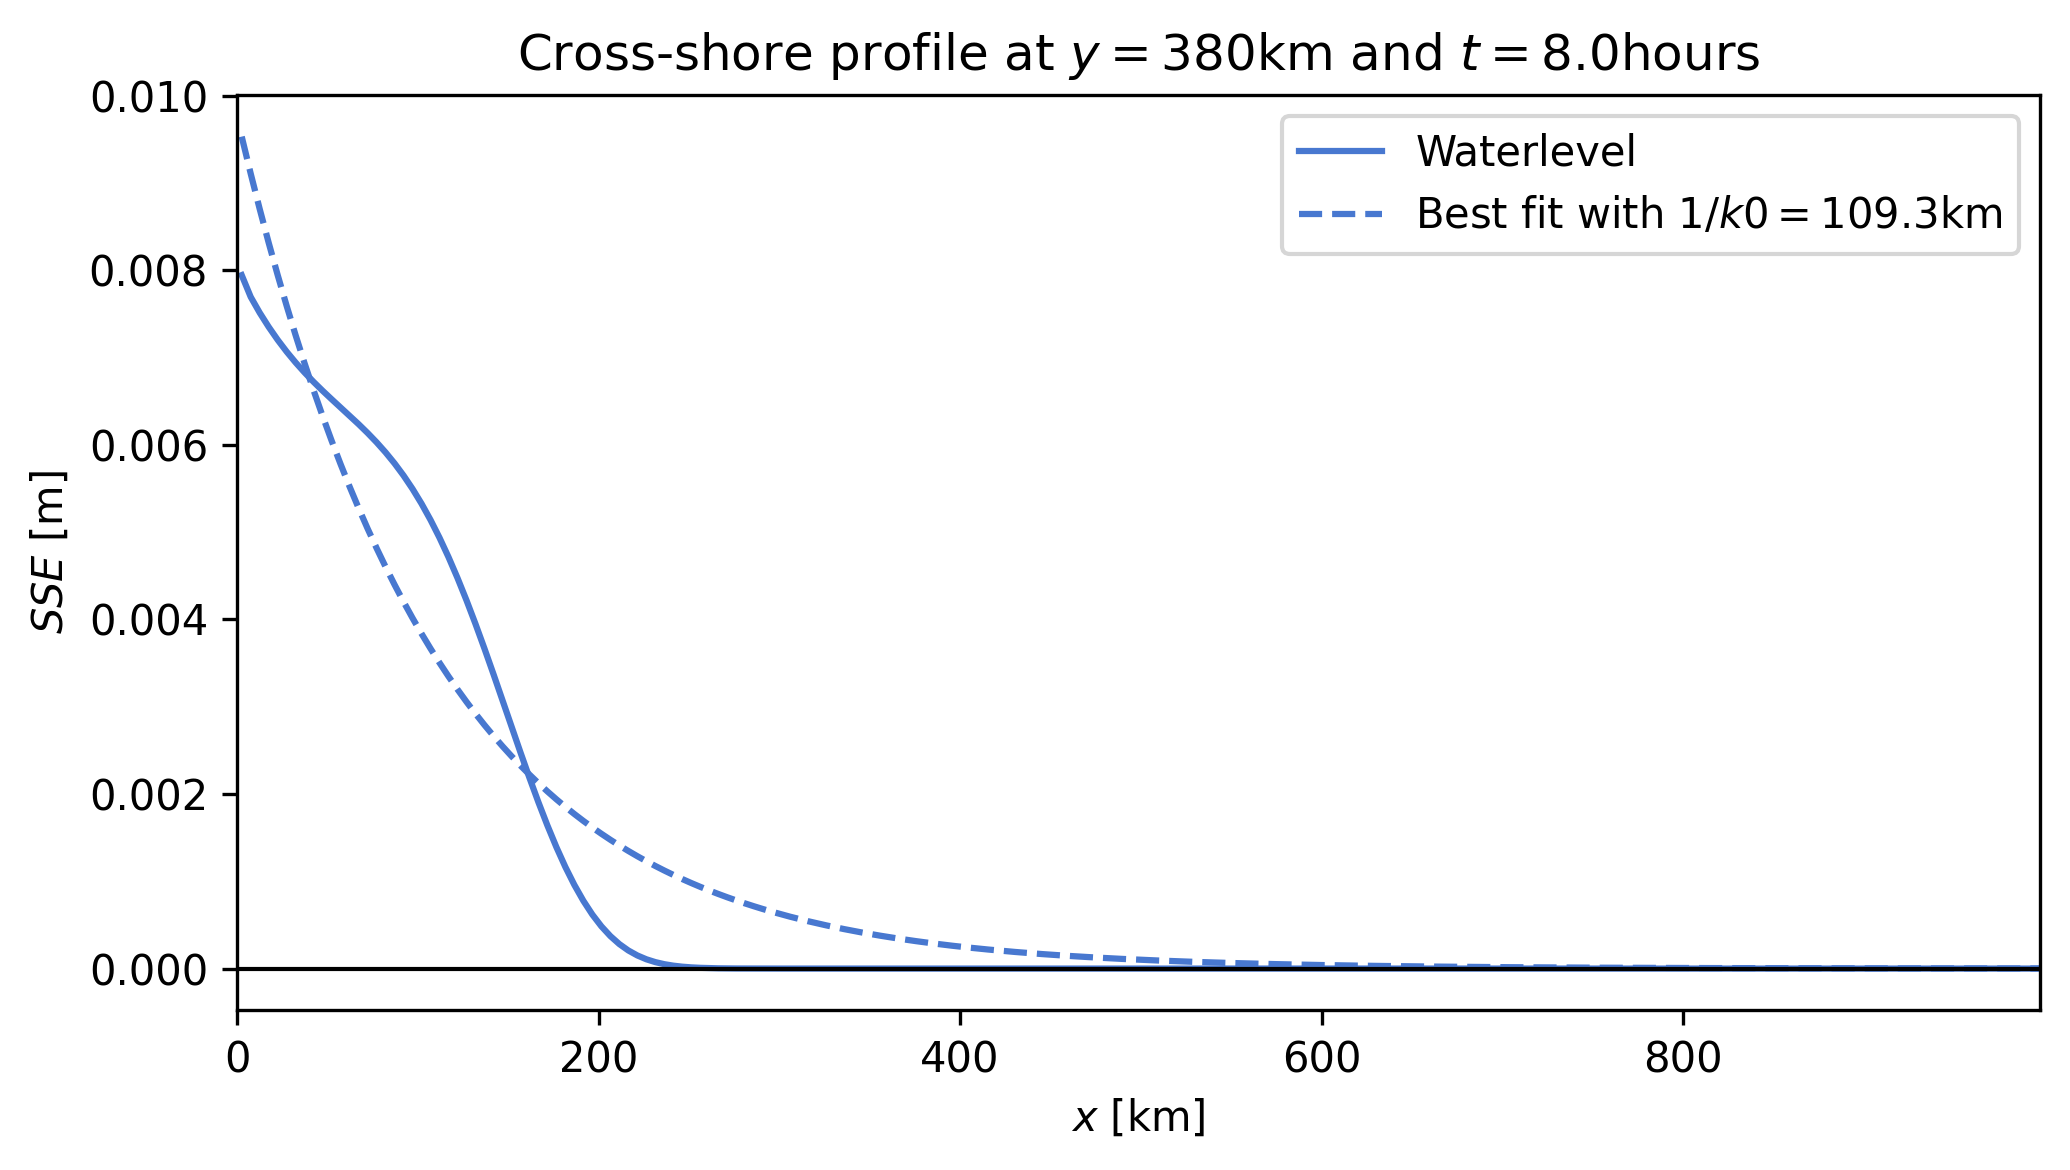 Cross-shore profile at y = 380km and t = 8.0hours
Waterlevel
Best fit with 1/k0 = 109.3km
SSE [m]
0.010
0.008
0.006
0.004
0.002
0.000
0 200 400 600 800
x [km]